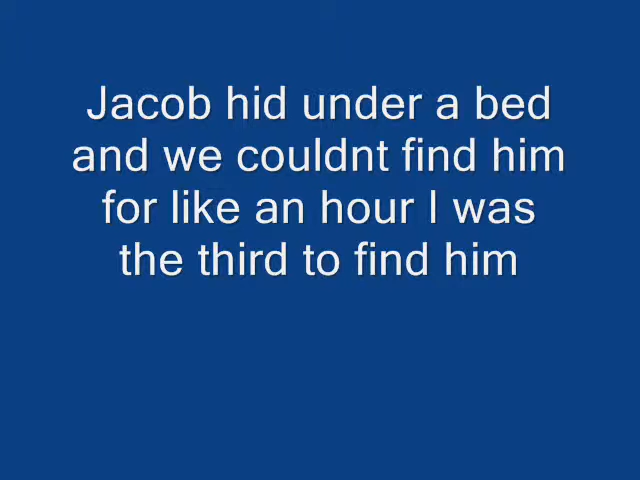 Jacob hid under a bed
and we couldnt find him
for like an hour I was
the third to find him